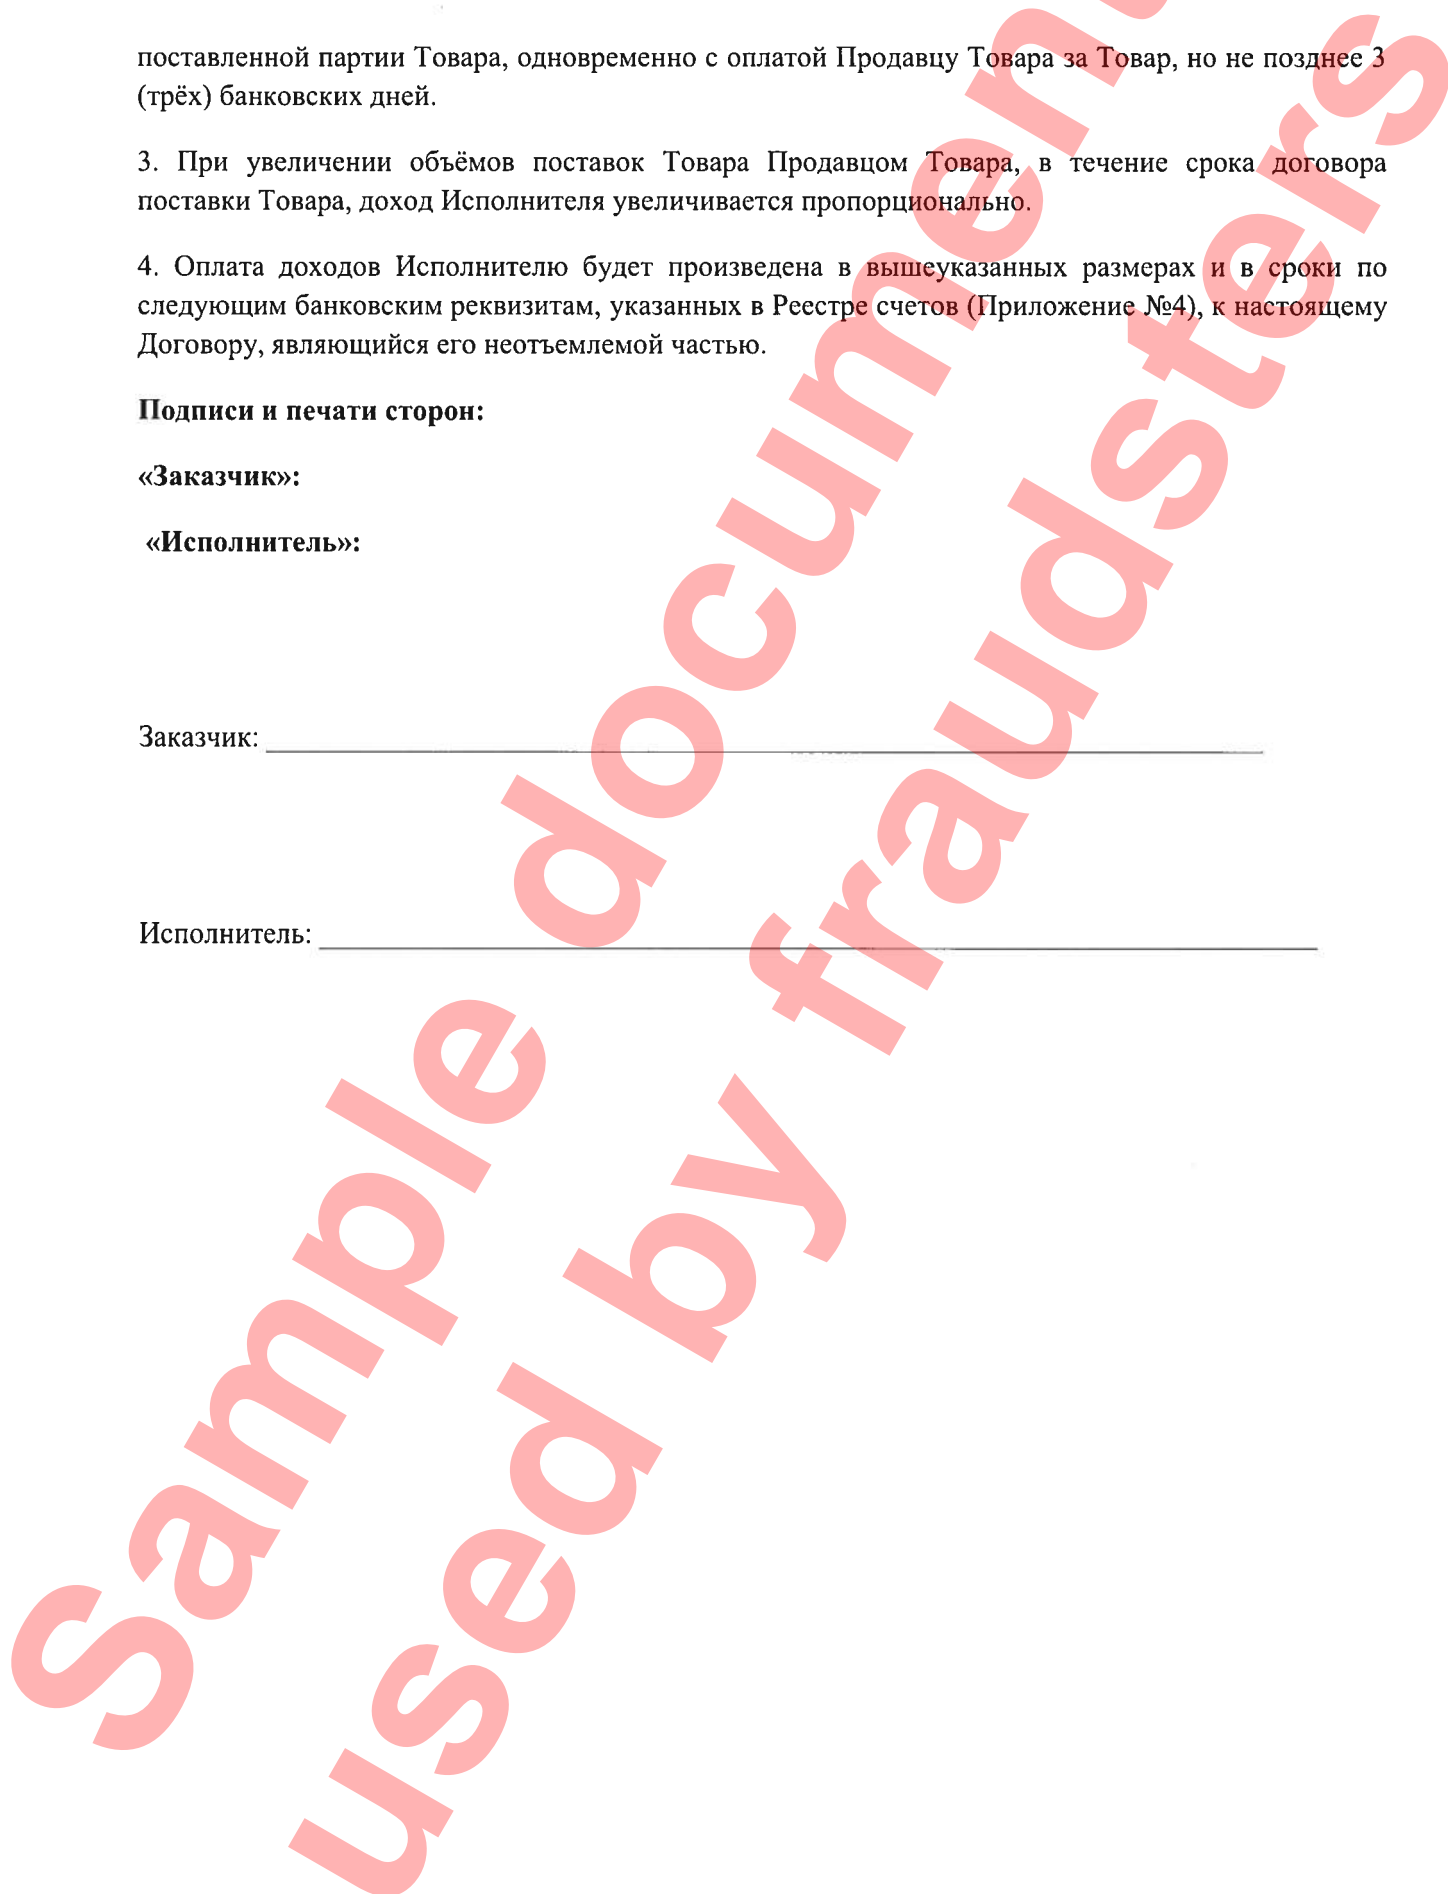 поставленной партии Товара, одновременно с оплатой Продавцу Товара за Товар, но не позднее 3
(трёх) банковских дней.
3. При увеличении объёмов поставок Товара Продавцом Товара, в течение срока договора
поставки Товара, доход Исполнителя увеличивается пропорционально.
4. Оплата доходов Исполнителю будет произведена в вышеуказанных размерах и в сроки по
следующим банковским реквизитам, указанных в Реестре счетов (Приложение №4), к настоящему
Договору, являющийся его неотъемлемой частью.
Подписи и печати сторон:
«Заказчик»:
«Исполнитель»:
Заказчик:
Исполнитель:
Sample document
used by fraudsters